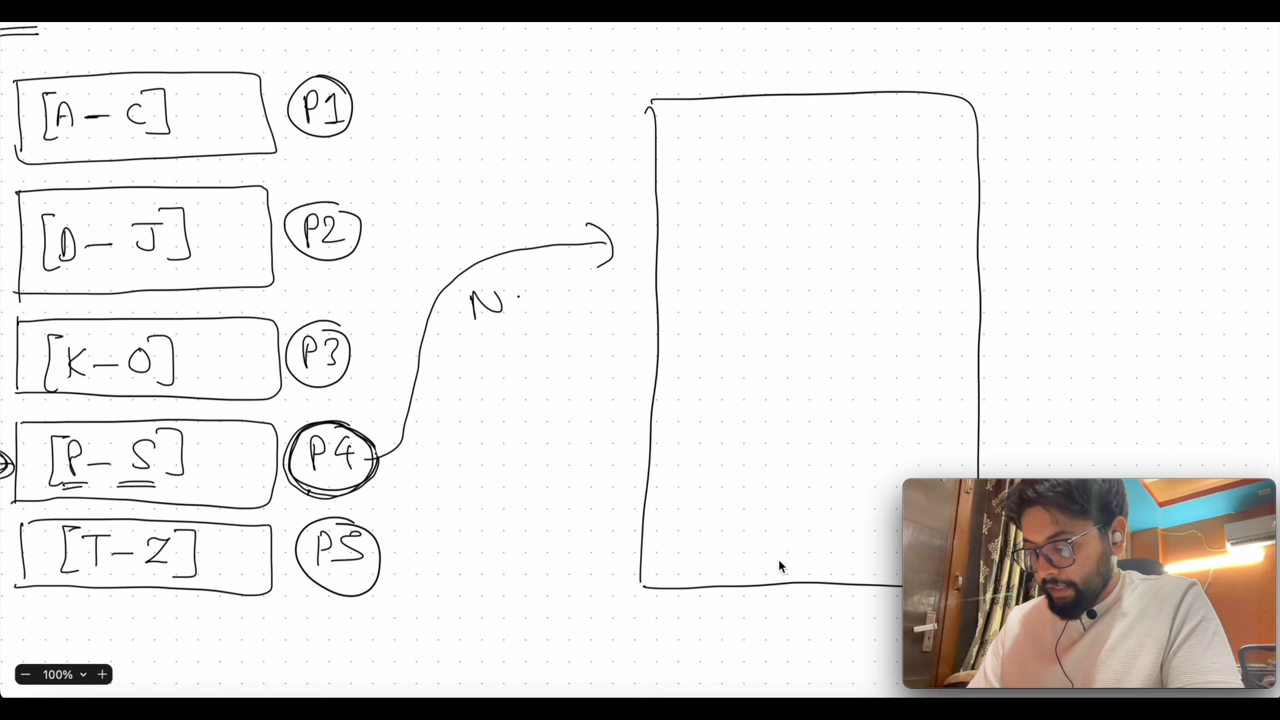 [A - C] P1
[D - J] P2
N
[K - O] P3
[P - S] P4
[T - Z] P5
− 100% +